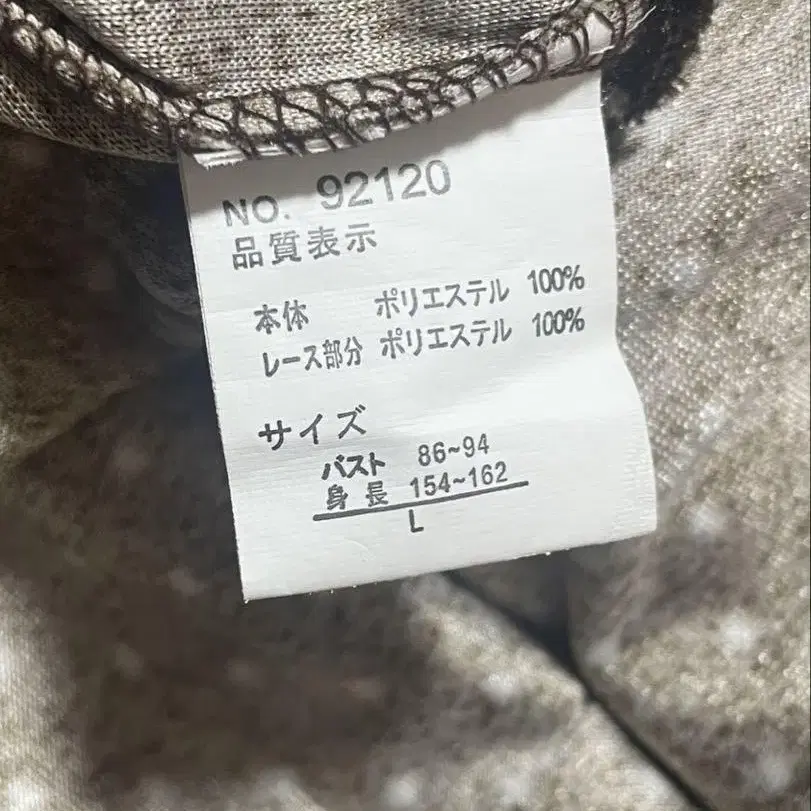 NO. 92120
品質表示
本体 ポリエステル 100%
レース部分 ポリエステル 100%
サイズ
バスト 86~94
身長 154~162
L